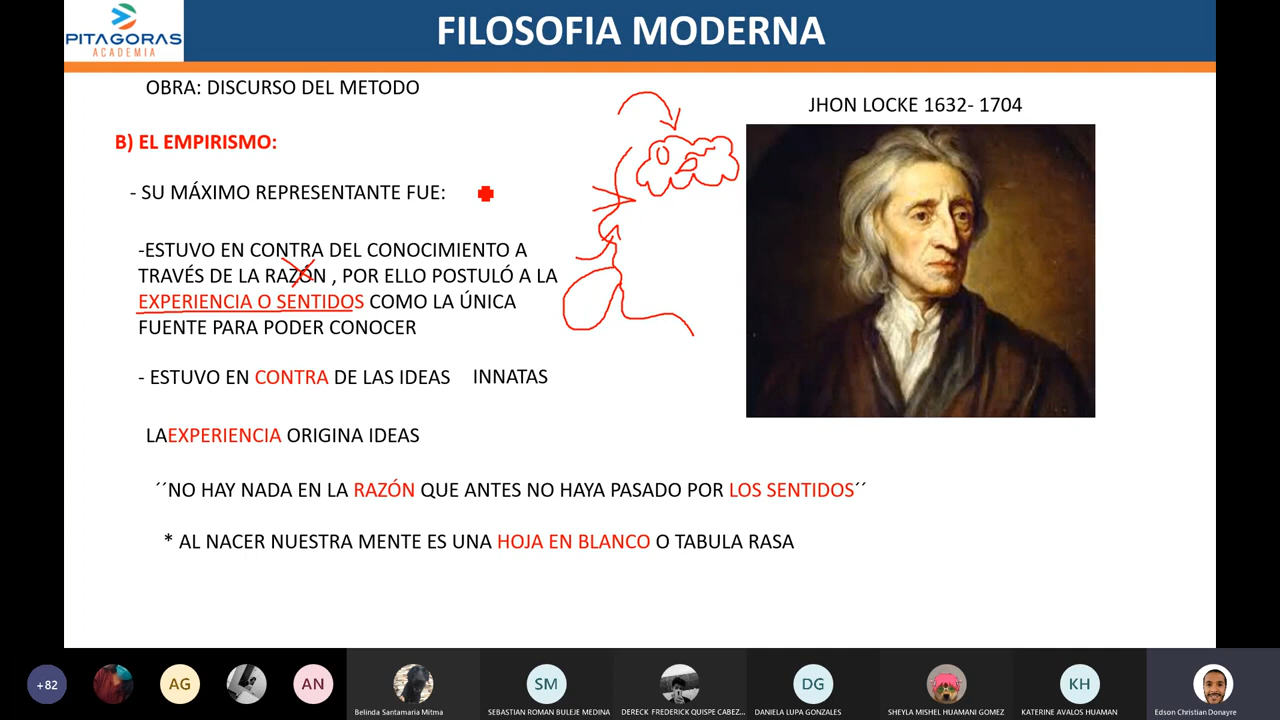 PITAGORAS
ACADEMIA
FILOSOFIA MODERNA
OBRA: DISCURSO DEL METODO
JHON LOCKE 1632- 1704
B) EL EMPIRISMO:
- SU MÁXIMO REPRESENTANTE FUE:
-ESTUVO EN CONTRA DEL CONOCIMIENTO A
TRAVÉS DE LA RAZÓN , POR ELLO POSTULÓ A LA
EXPERIENCIA O SENTIDOS COMO LA ÚNICA
FUENTE PARA PODER CONOCER
- ESTUVO EN CONTRA DE LAS IDEAS INNATAS
LAEXPERIENCIA ORIGINA IDEAS
´´NO HAY NADA EN LA RAZÓN QUE ANTES NO HAYA PASADO POR LOS SENTIDOS´´
* AL NACER NUESTRA MENTE ES UNA HOJA EN BLANCO O TABULA RASA
+82
AG
AN
SM
DG
KH
Belinda Santamaria Mitma
SEBASTIAN ROMAN BULEJE MEDINA
DERECK FREDERICK QUISPE CABEZ...
DANIELA LUPA GONZALES
SHEYLA MISHEL HUAMANI GOMEZ
KATERINE AVALOS HUAMAN
Edson Christian Donayre